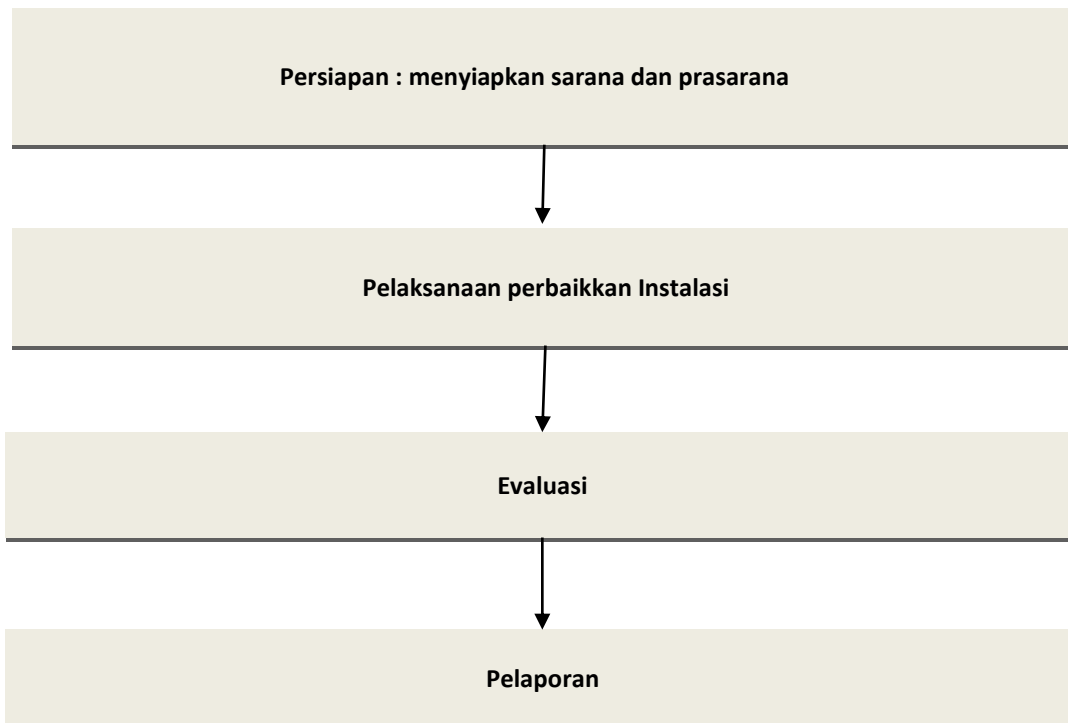 Persiapan : menyiapkan sarana dan prasarana
Pelaksanaan perbaikkan Instalasi
Evaluasi
Pelaporan